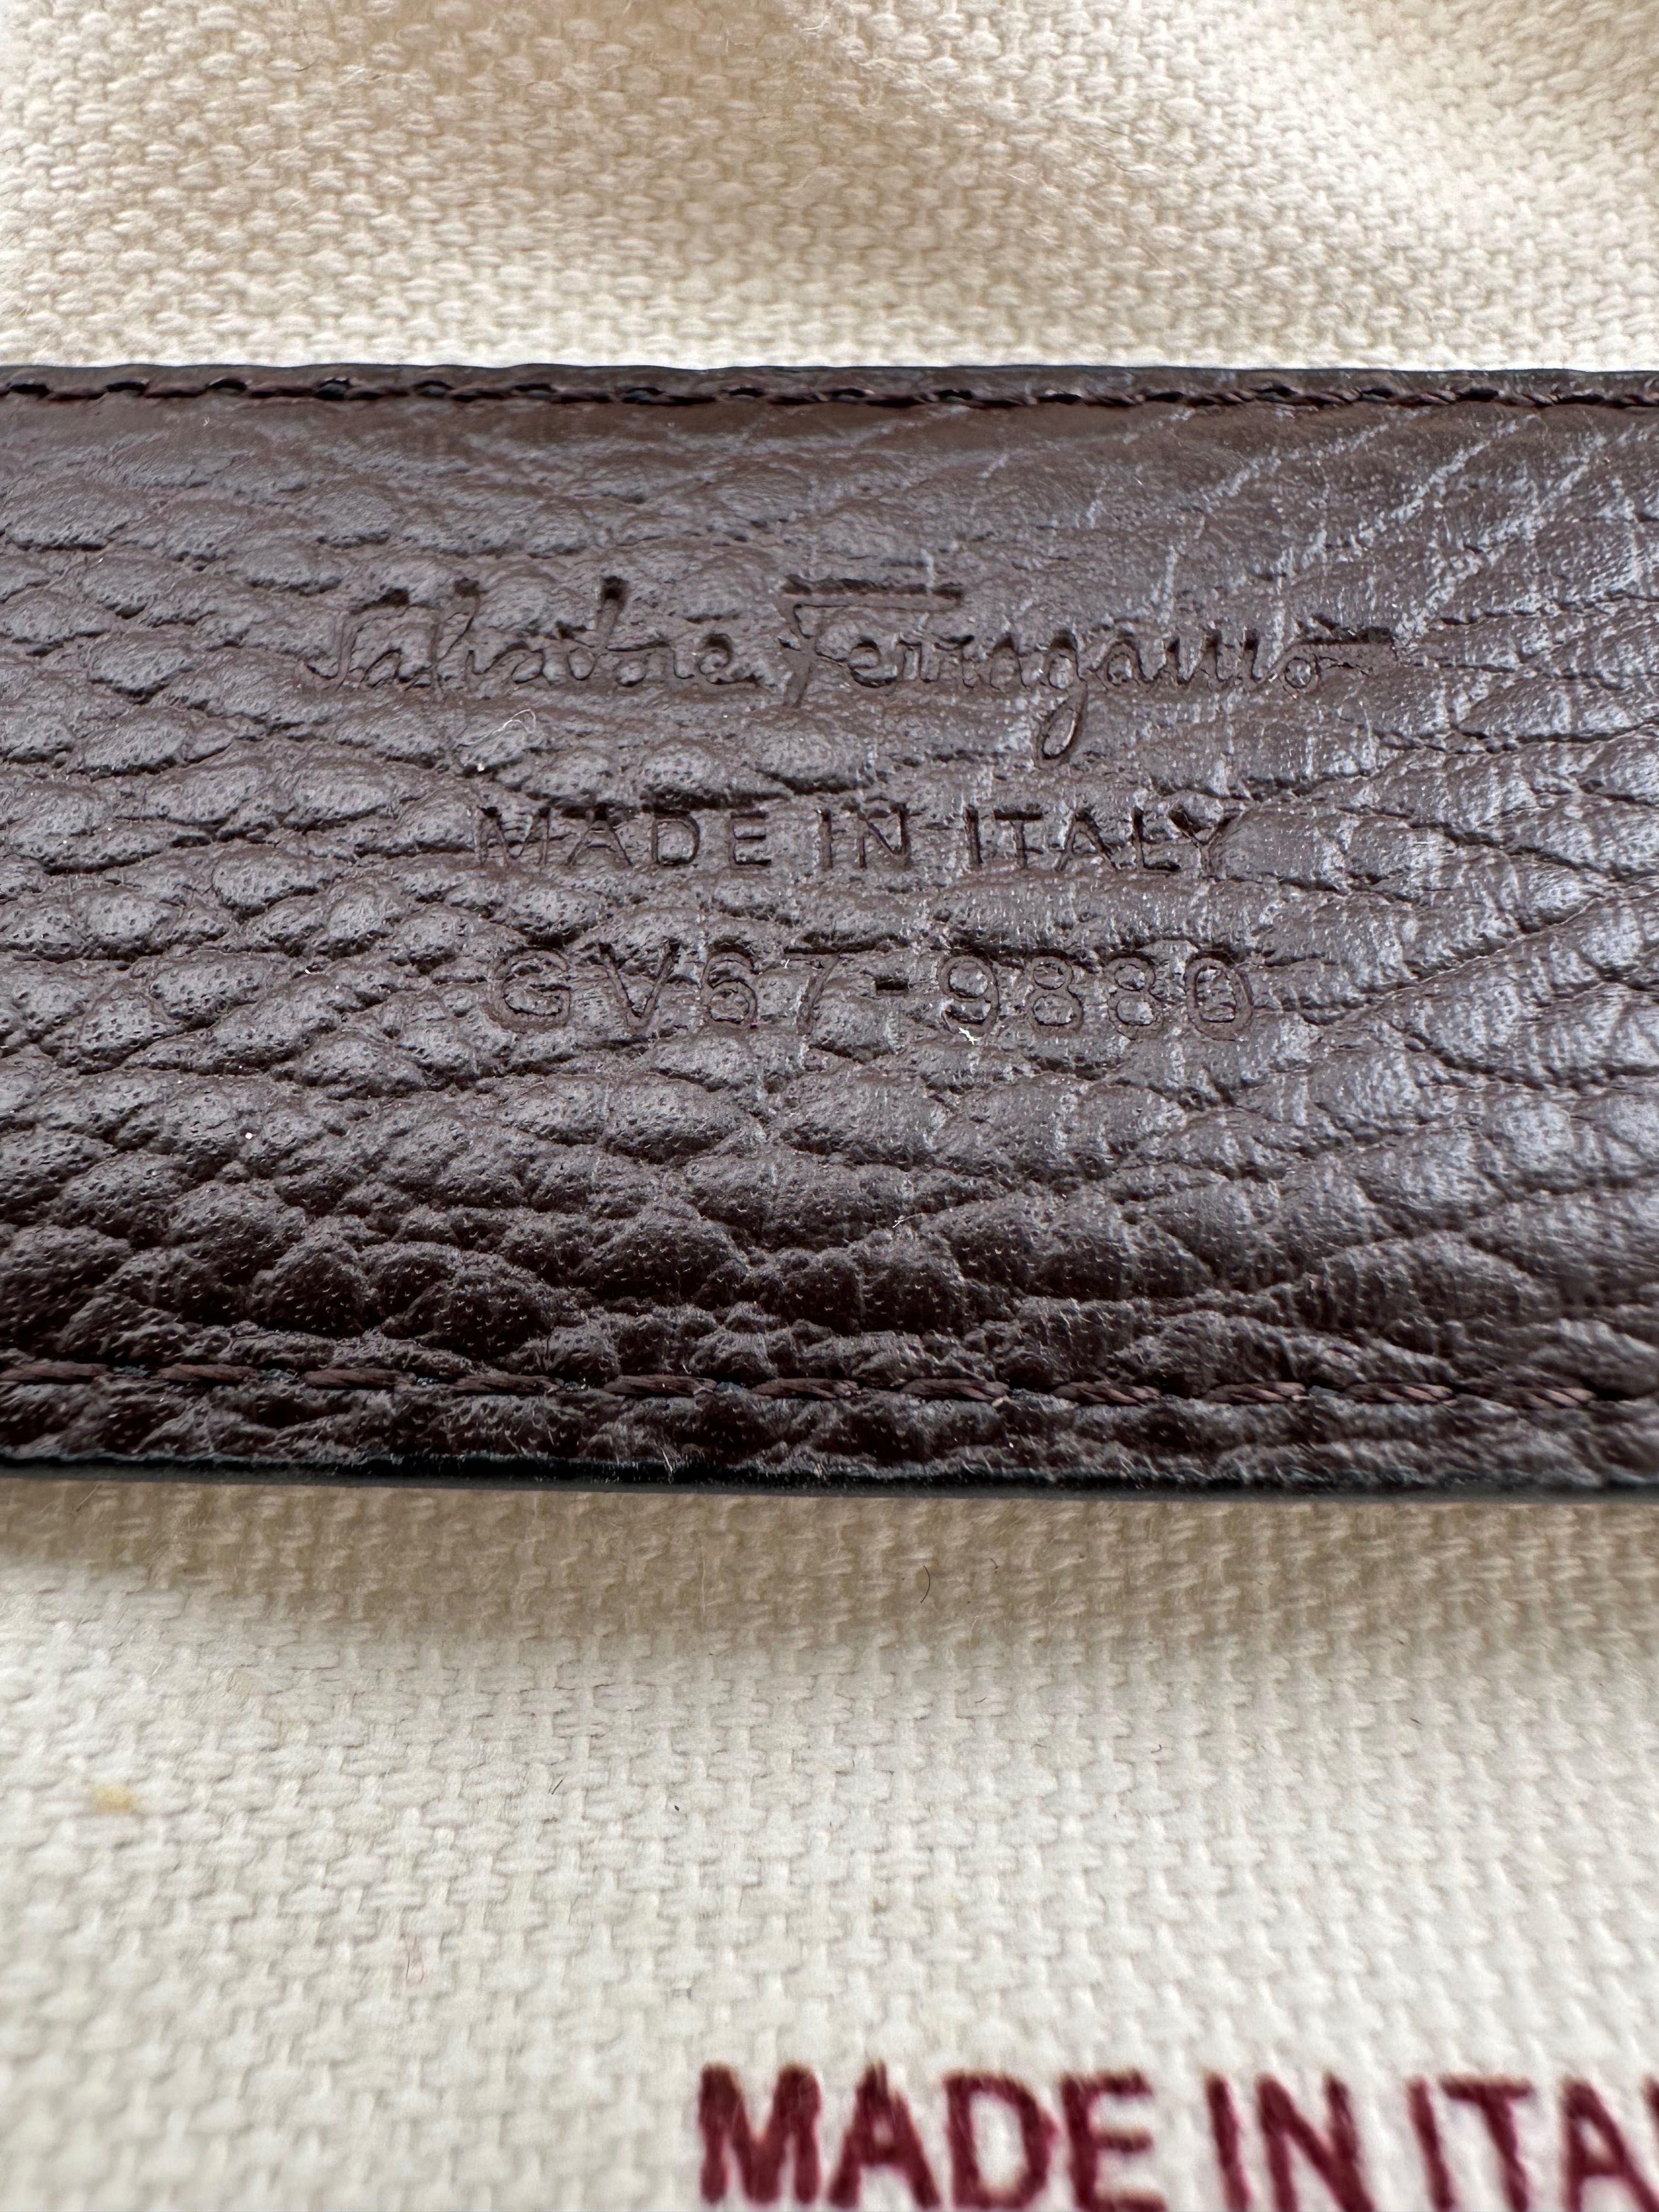 Salvatore Ferragamo
MADE IN ITALY
GV67-9880
MADE IN ITA